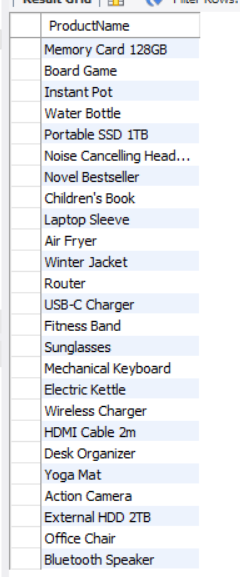 Result Grid
Filter Rows:
ProductName
Memory Card 128GB
Board Game
Instant Pot
Water Bottle
Portable SSD 1TB
Noise Cancelling Head...
Novel Bestseller
Children's Book
Laptop Sleeve
Air Fryer
Winter Jacket
Router
USB-C Charger
Fitness Band
Sunglasses
Mechanical Keyboard
Electric Kettle
Wireless Charger
HDMI Cable 2m
Desk Organizer
Yoga Mat
Action Camera
External HDD 2TB
Office Chair
Bluetooth Speaker